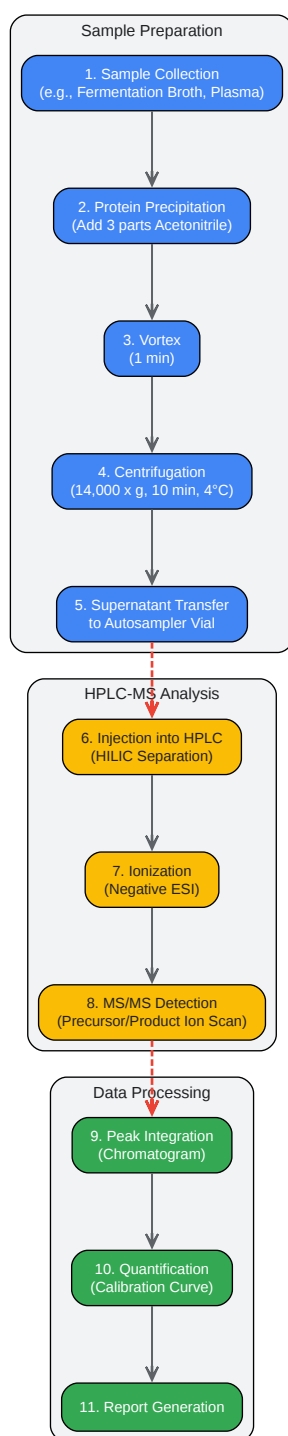 Sample Preparation
1. Sample Collection
(e.g., Fermentation Broth, Plasma)
2. Protein Precipitation
(Add 3 parts Acetonitrile)
3. Vortex
(1 min)
4. Centrifugation
(14,000 x g, 10 min, 4°C)
5. Supernatant Transfer
to Autosampler Vial
HPLC-MS Analysis
6. Injection into HPLC
(HILIC Separation)
7. Ionization
(Negative ESI)
8. MS/MS Detection
(Precursor/Product Ion Scan)
Data Processing
9. Peak Integration
(Chromatogram)
10. Quantification
(Calibration Curve)
11. Report Generation